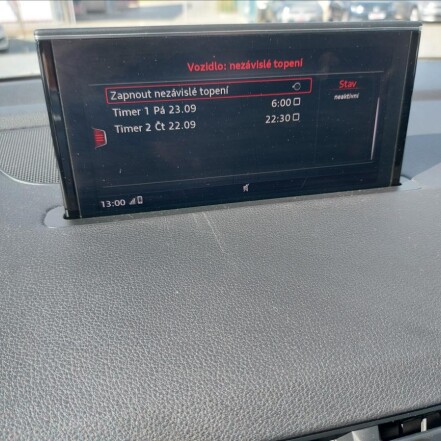 Vozidlo: nezávislé topení
Zapnout nezávislé topení
Stav
neaktivní
Timer 1 Pá 23.09 6:00
Timer 2 Čt 22.09 22:30
13:00